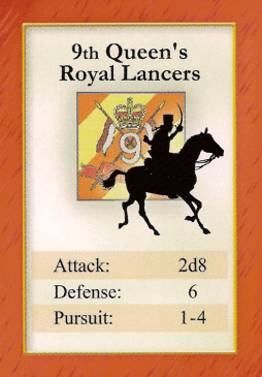 9th Queen's
Royal Lancers
9
Attack: 2d8
Defense: 6
Pursuit: 1-4